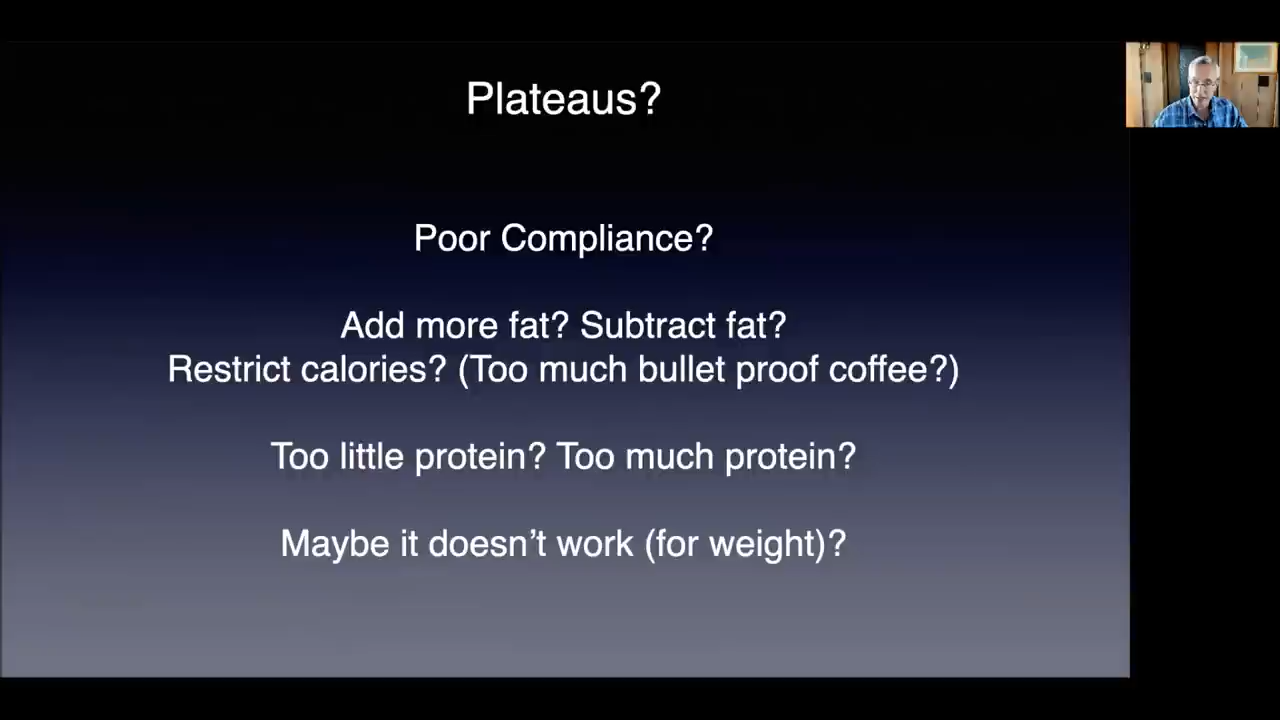 Plateaus?
Poor Compliance?
Add more fat? Subtract fat?
Restrict calories? (Too much bullet proof coffee?)
Too little protein? Too much protein?
Maybe it doesn’t work (for weight)?